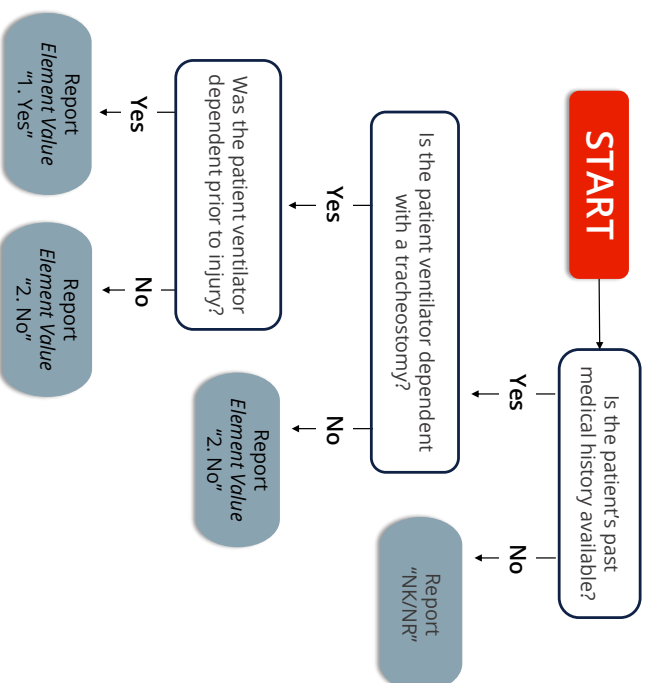 START
Is the patient's past
medical history available?
Yes
No
Is the patient ventilator dependent
with a tracheostomy?
Report
"NK/NR"
Yes
No
Was the patient ventilator
dependent prior to injury?
Report
Element Value
"2. No"
Yes
No
Report
Element Value
"1. Yes"
Report
Element Value
"2. No"